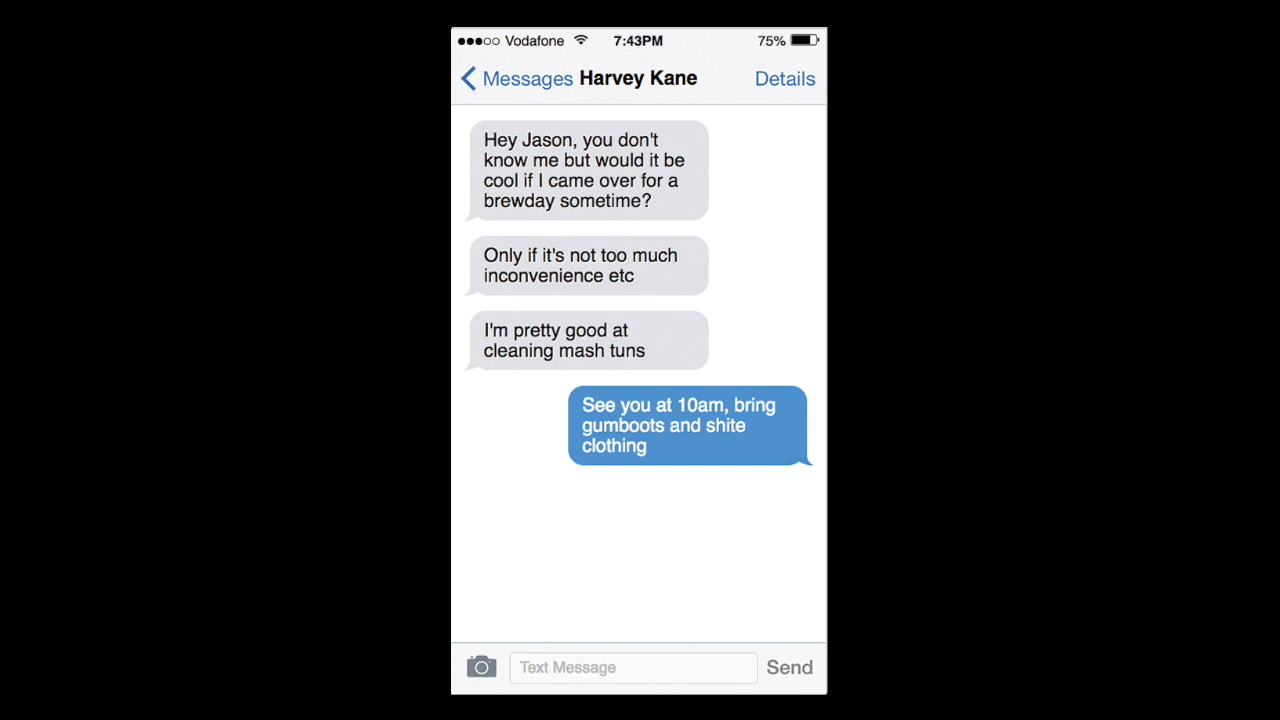 Vodafone 7:43PM 75%
Messages Harvey Kane Details
Hey Jason, you don't
know me but would it be
cool if I came over for a
brewday sometime?
Only if it's not too much
inconvenience etc
I'm pretty good at
cleaning mash tuns
See you at 10am, bring
gumboots and shite
clothing
Text Message Send